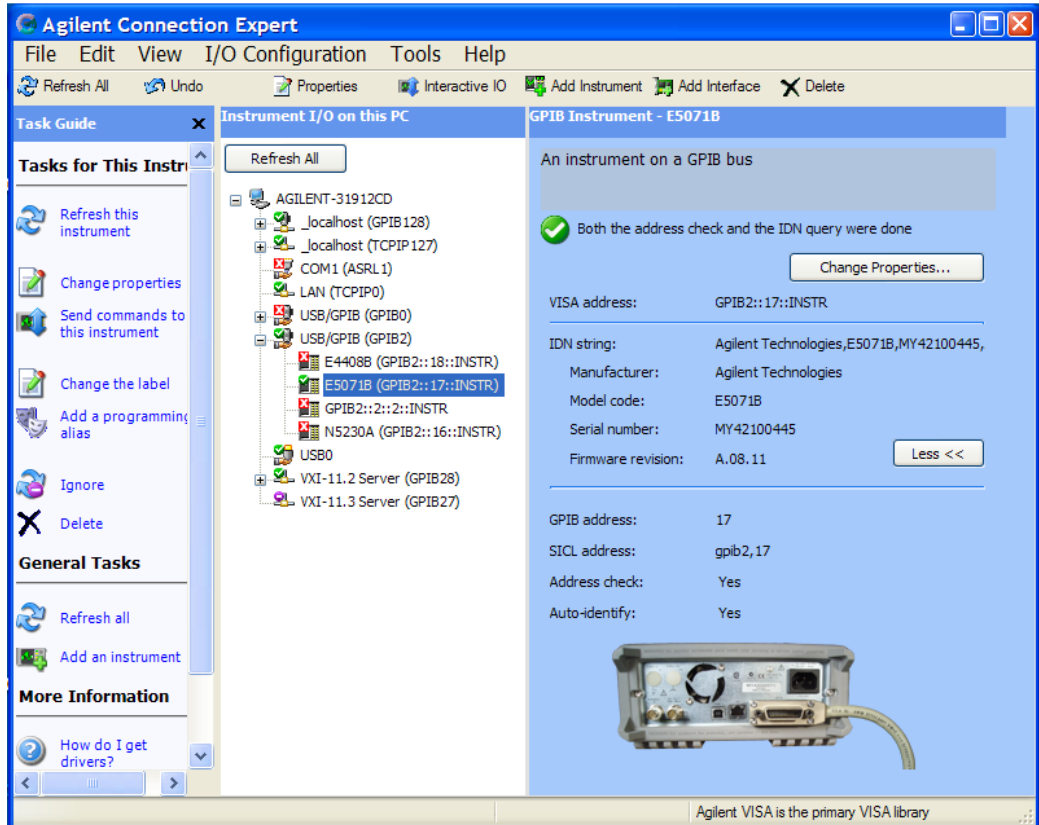 Agilent Connection Expert
File Edit View I/O Configuration Tools Help
Refresh All Undo Properties Interactive IO Add Instrument Add Interface Delete
Task Guide x
Tasks for This Instr
Refresh this
instrument
Change properties
Send commands to
this instrument
Change the label
Add a programming
alias
Ignore
Delete
General Tasks
Refresh all
Add an instrument
More Information
How do I get
drivers?
Instrument I/O on this PC
Refresh All
AGILENT-31912CD
_localhost (GPIB128)
_localhost (TCPIP127)
COM1 (ASRL1)
LAN (TCPIP0)
USB/GPIB (GPIB0)
USB/GPIB (GPIB2)
E4408B (GPIB2::18::INSTR)
E5071B (GPIB2::17::INSTR)
GPIB2::2::2::INSTR
N5230A (GPIB2::16::INSTR)
USB0
VXI-11.2 Server (GPIB28)
VXI-11.3 Server (GPIB27)
GPIB Instrument - E5071B
An instrument on a GPIB bus
Both the address check and the IDN query were done
Change Properties...
VISA address: GPIB2::17::INSTR
IDN string: Agilent Technologies,E5071B,MY42100445,
Manufacturer: Agilent Technologies
Model code: E5071B
Serial number: MY42100445
Firmware revision: A.08.11
Less <<
GPIB address: 17
SICL address: gpib2,17
Address check: Yes
Auto-identify: Yes
Agilent VISA is the primary VISA library